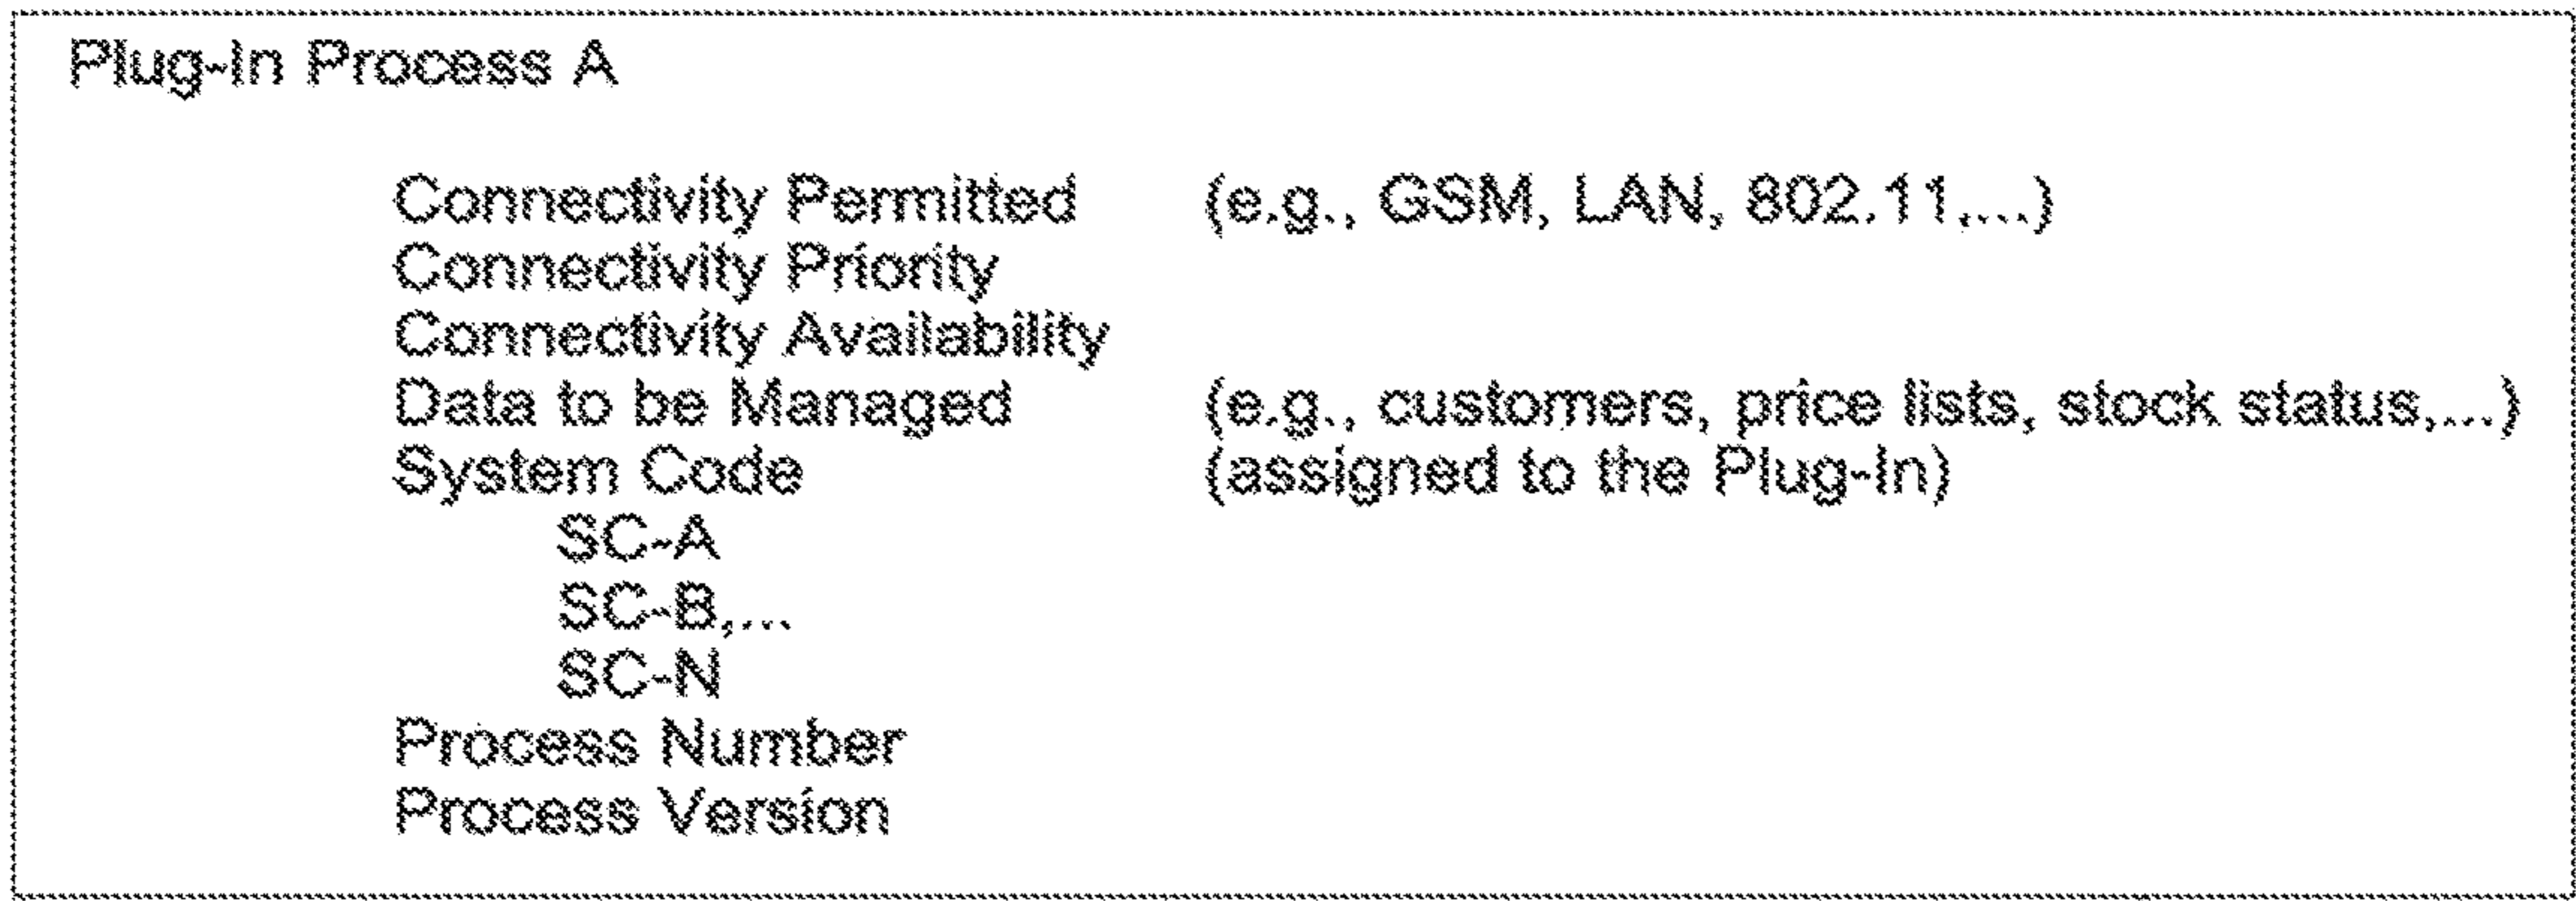 Plug-In Process A
Connectivity Permitted (e.g., GSM, LAN, 802.11,...)
Connectivity Priority
Connectivity Availability
Data to be Managed (e.g., customers, price lists, stock status,...)
System Code (assigned to the Plug-In)
SC-A
SC-B,...
SC-N
Process Number
Process Version